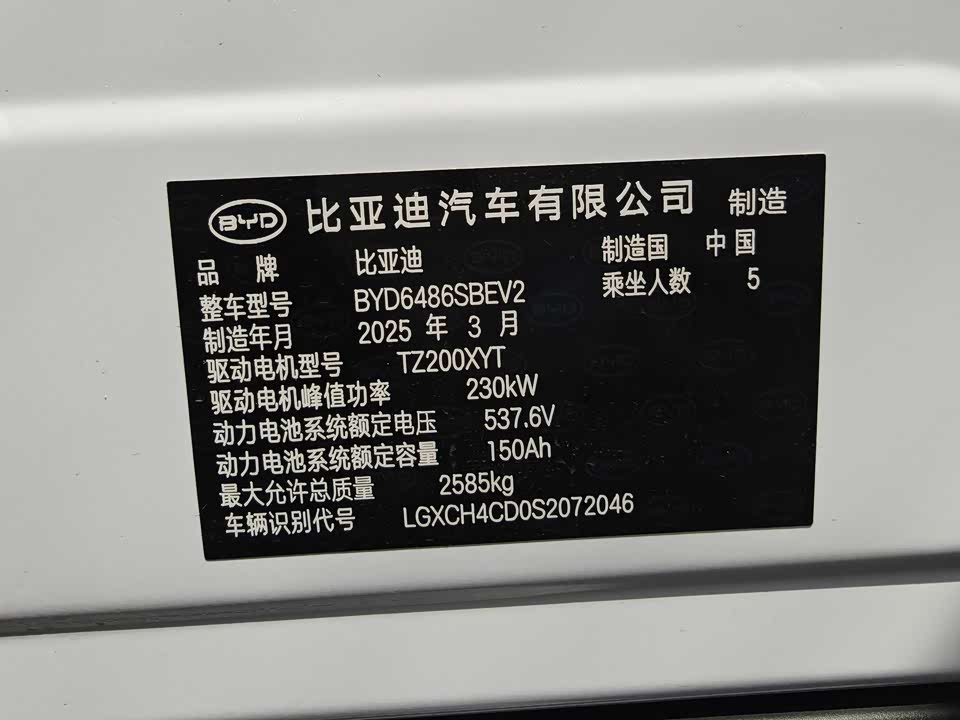 BYD 比亚迪汽车有限公司 制造
品牌 比亚迪 制造国 中国
整车型号 BYD6486SBEV2 乘坐人数 5
制造年月 2025 年 3 月
驱动电机型号 TZ200XYT
驱动电机峰值功率 230kW
动力电池系统额定电压 537.6V
动力电池系统额定容量 150Ah
最大允许总质量 2585kg
车辆识别代号 LGXCH4CD0S2072046